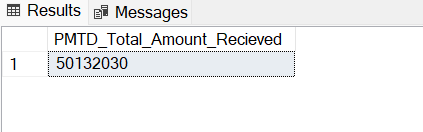 Results Messages
PMTD_Total_Amount_Recieved
1 50132030